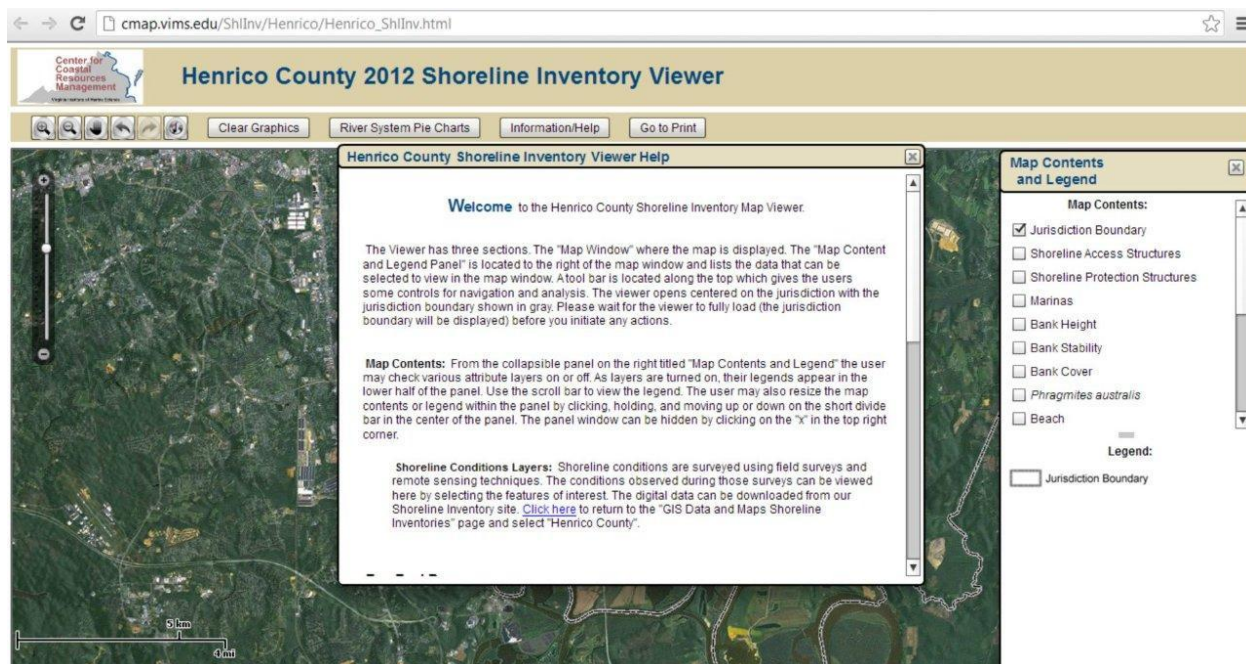 cmap.vims.edu/ShlInv/Henrico/Henrico_ShlInv.html
Center for
Coastal
Resources
Management
Henrico County 2012 Shoreline Inventory Viewer
Clear Graphics
River System Pie Charts
Information/Help
Go to Print
Henrico County Shoreline Inventory Viewer Help
Welcome to the Henrico County Shoreline Inventory Map Viewer.
The Viewer has three sections. The "Map Window" where the map is displayed. The "Map Content
and Legend Panel" is located to the right of the map window and lists the data that can be
selected to view in the map window. A tool bar is located along the top which gives the users
some controls for navigation and analysis. The viewer opens centered on the jurisdiction with the
jurisdiction boundary shown in gray. Please wait for the viewer to fully load (the jurisdiction
boundary will be displayed) before you initiate any actions.
Map Contents: From the collapsible panel on the right titled "Map Contents and Legend" the user
may check various attribute layers on or off. As layers are turned on, their legends appear in the
lower half of the panel. Use the scroll bar to view the legend. The user may also resize the map
contents or legend within the panel by clicking, holding, and moving up or down on the short divide
bar in the center of the panel. The panel window can be hidden by clicking on the "x" in the top right
corner.
Shoreline Conditions Layers: Shoreline conditions are surveyed using field surveys and
remote sensing techniques. The conditions observed during those surveys can be viewed
here by selecting the features of interest. The digital data can be downloaded from our
Shoreline Inventory site. Click here to return to the "GIS Data and Maps Shoreline
Inventories" page and select "Henrico County".
Map Contents
and Legend
Map Contents:
Jurisdiction Boundary
Shoreline Access Structures
Shoreline Protection Structures
Marinas
Bank Height
Bank Stability
Bank Cover
Phragmites australis
Beach
Legend:
Jurisdiction Boundary
5 km
4 mi